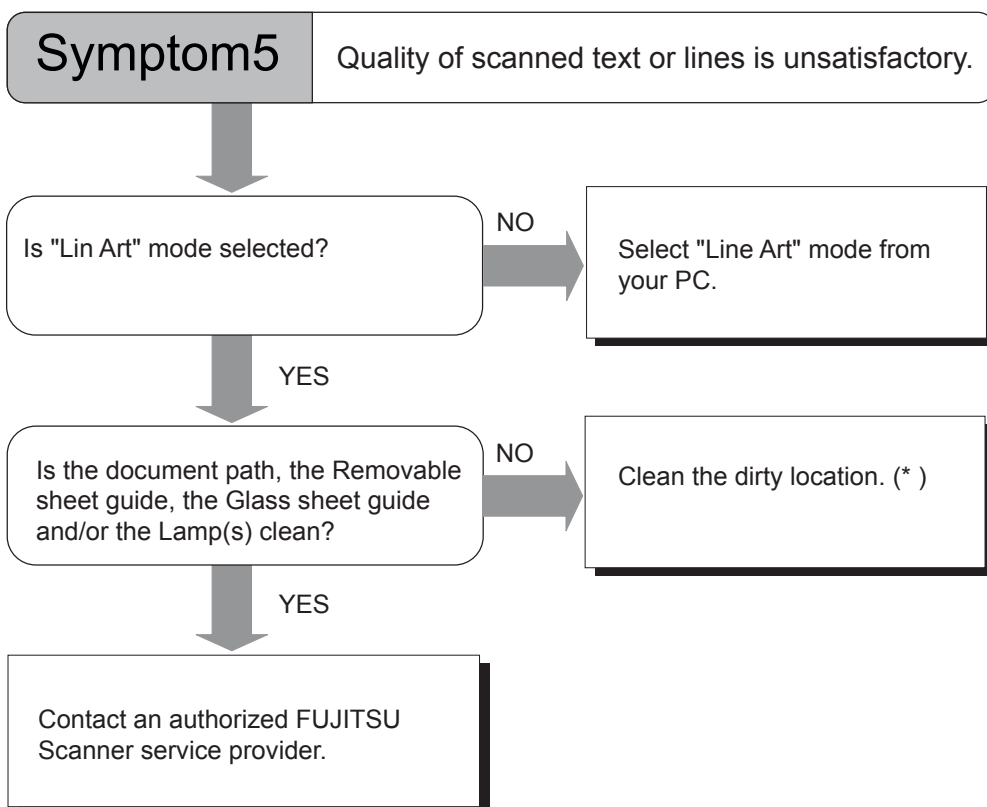 Symptom5
Quality of scanned text or lines is unsatisfactory.
Is "Lin Art" mode selected?
NO
Select "Line Art" mode from
your PC.
YES
Is the document path, the Removable
sheet guide, the Glass sheet guide
and/or the Lamp(s) clean?
NO
Clean the dirty location. (* )
YES
Contact an authorized FUJITSU
Scanner service provider.